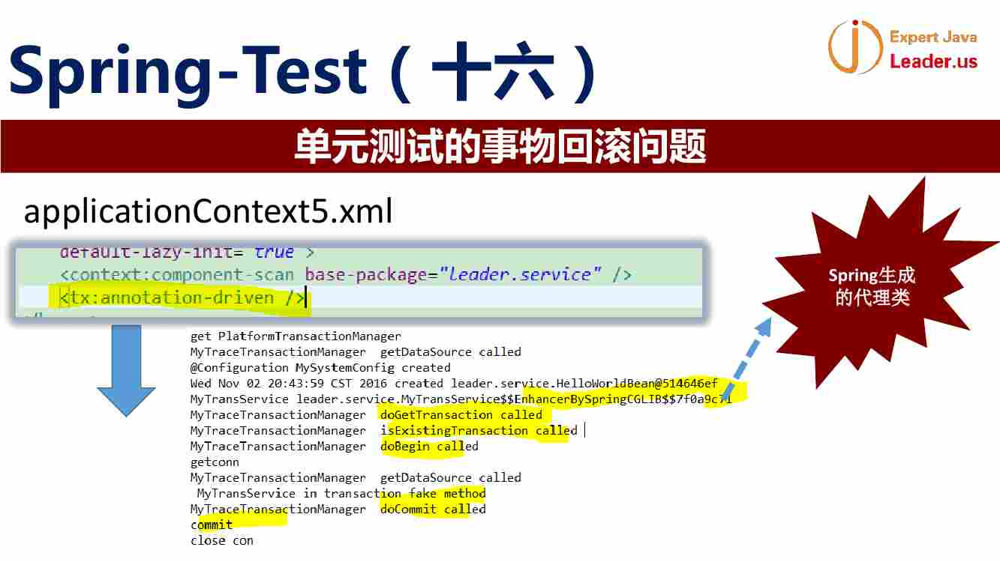 Spring-Test（十六）
Expert Java
Leader.us
单元测试的事物回滚问题
applicationContext5.xml
default-lazy-init="true">
<context:component-scan base-package="leader.service" />
<tx:annotation-driven />
Spring生成
的代理类
get PlatformTransactionManager
MyTraceTransactionManager  getDataSource called
@Configuration MySystemConfig created
Wed Nov 02 20:43:59 CST 2016 created leader.service.HelloWorldBean@514646ef
MyTransService leader.service.MyTransService$$EnhancerBySpringCGLIB$$7f0a9c71
MyTraceTransactionManager  doGetTransaction called
MyTraceTransactionManager  isExistingTransaction called
MyTraceTransactionManager  doBegin called
getconn
MyTraceTransactionManager  getDataSource called
MyTransService in transaction fake method
MyTraceTransactionManager  doCommit called
commit
close con